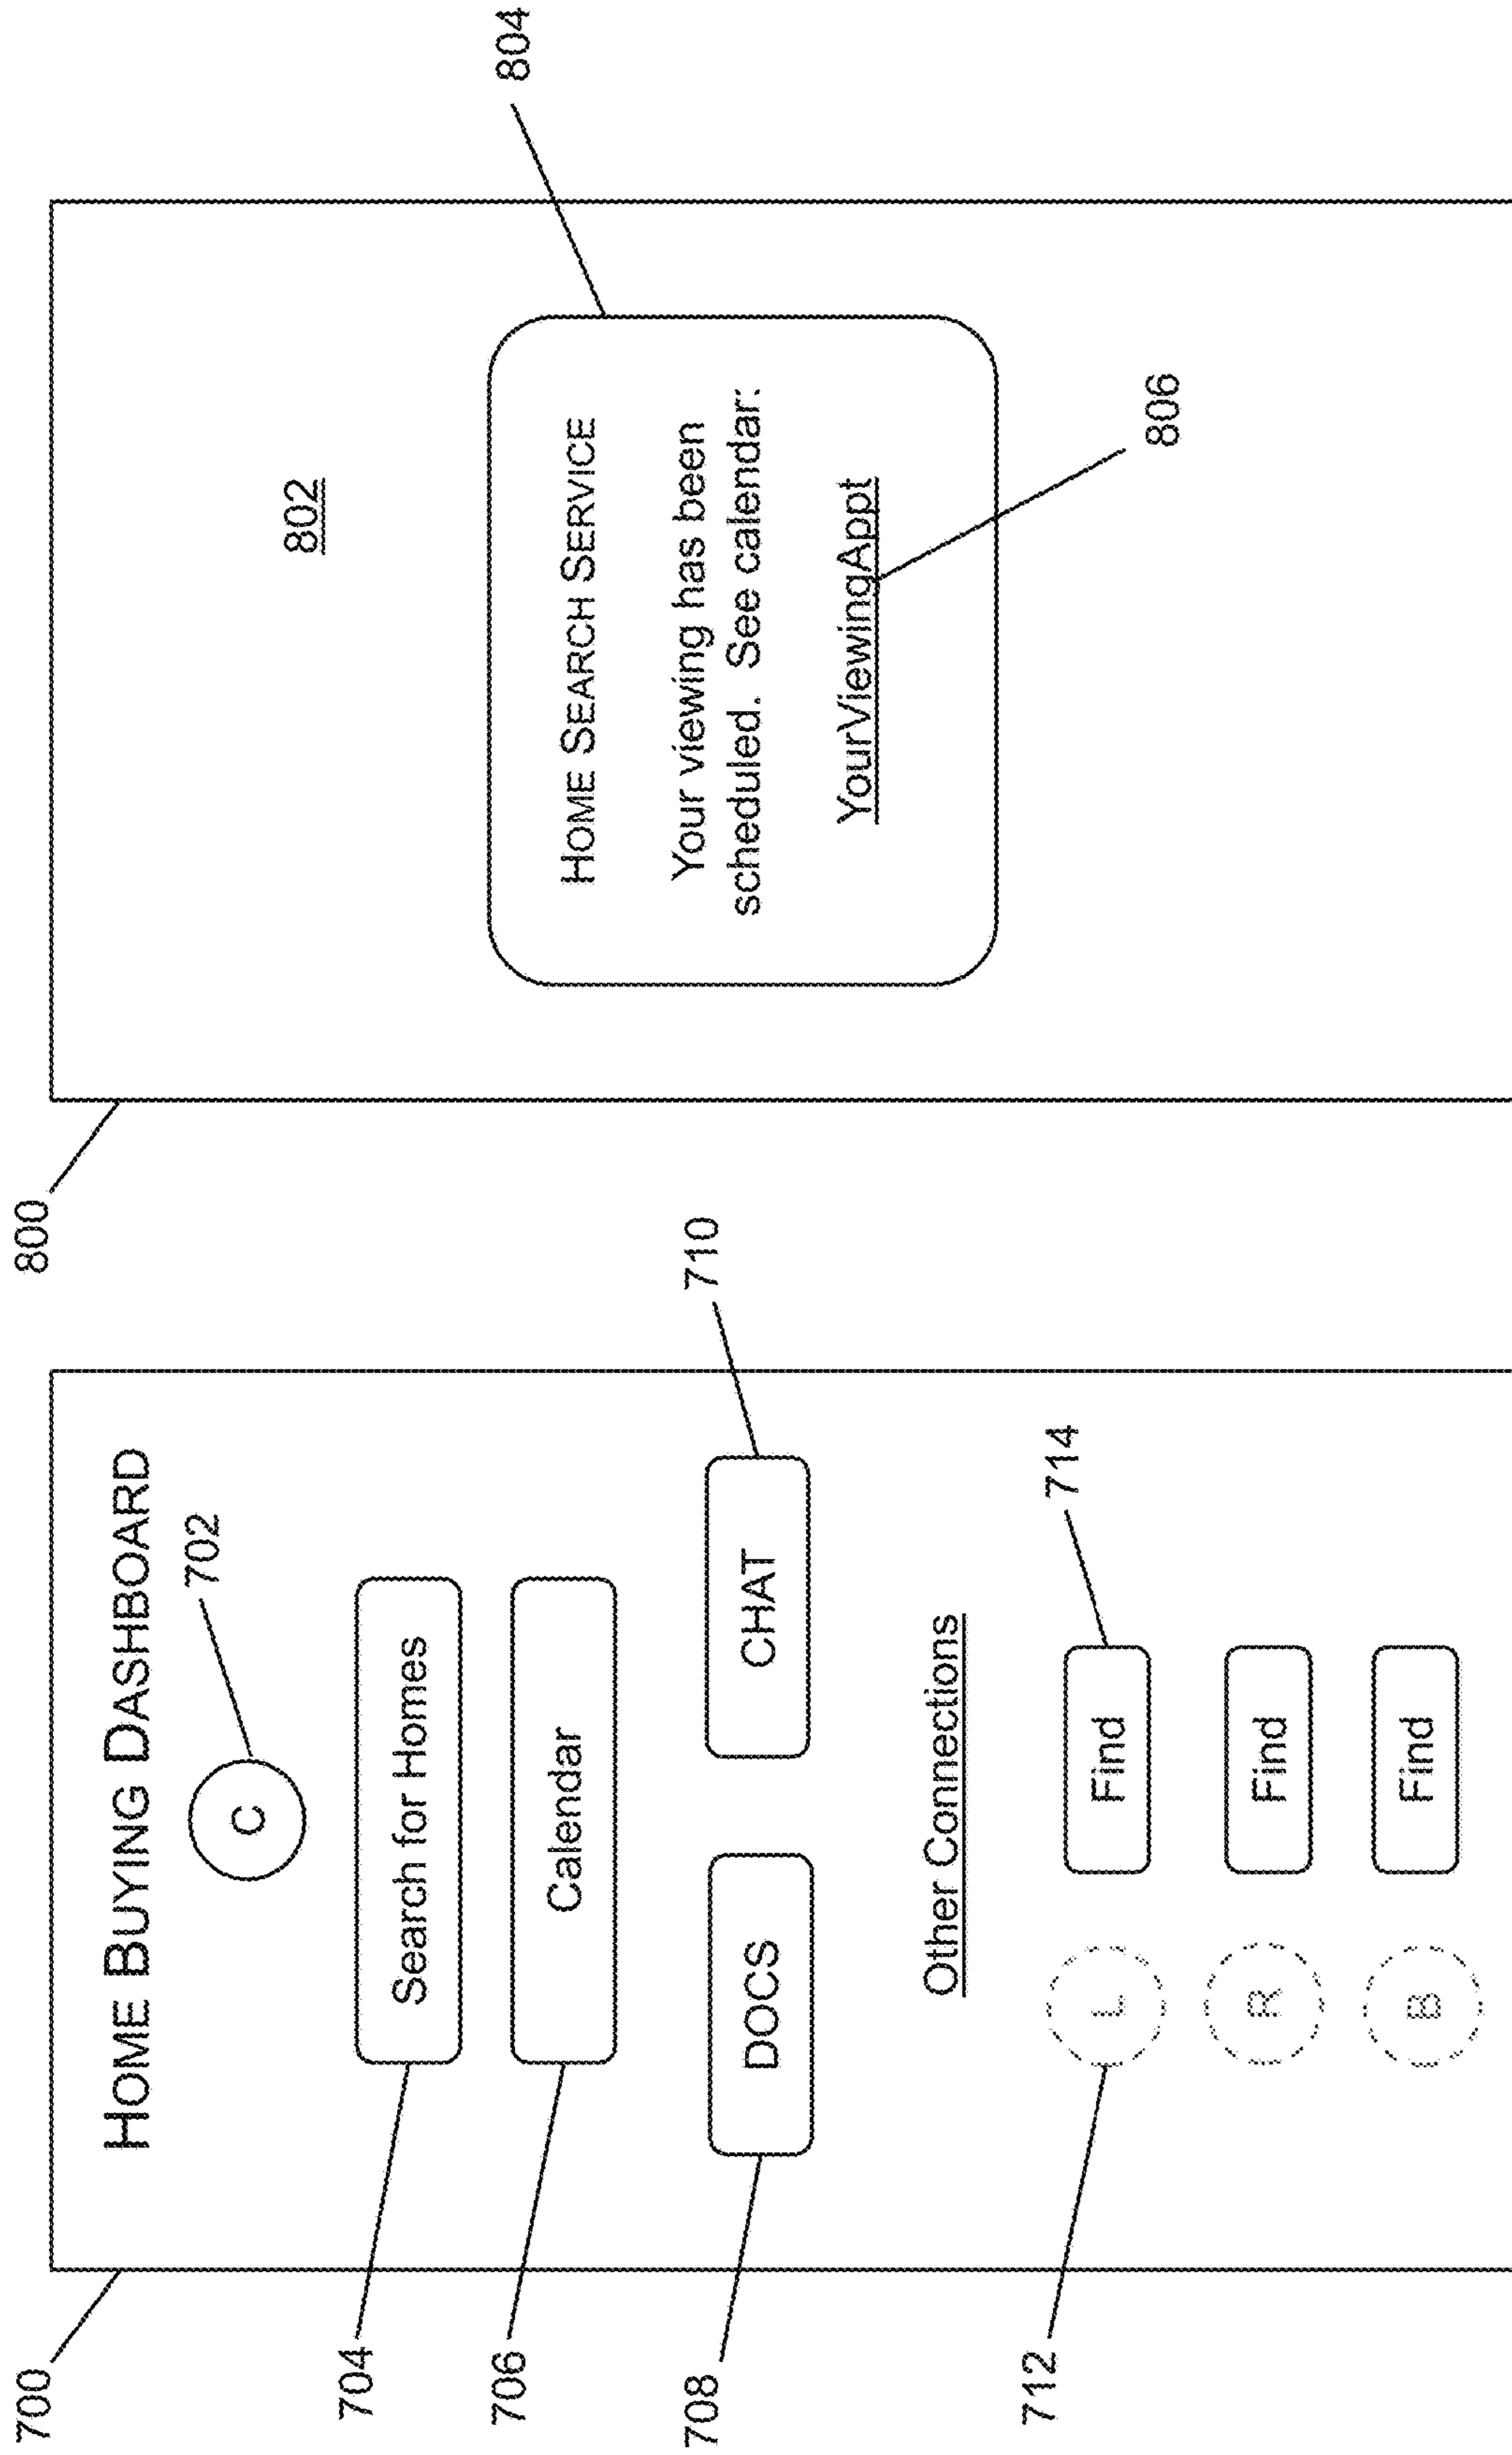 700
HOME BUYING DASHBOARD
702
C
704
Search for Homes
706
Calendar
708
DOCS
CHAT
710
Other Connections
712
L
Find
714
R
Find
B
Find
800
802
804
HOME SEARCH SERVICE
Your viewing has been
scheduled. See calendar:
YourViewingAppt
806